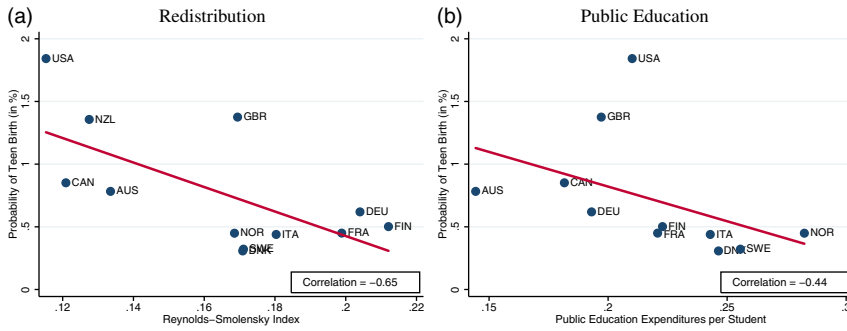 (a) Redistribution
Probability of Teen Birth (in %)
2
1.5
1
.5
0
USA
NZL
GBR
CAN
AUS
DEU
FIN
NOR
ITA
FRA
SWE
DNK
Correlation = −0.65
.12 .14 .16 .18 .2 .22
Reynolds−Smolensky Index
(b) Public Education
Probability of Teen Birth (in %)
2
1.5
1
.5
0
USA
GBR
CAN
AUS
DEU
FIN
FRA
ITA
NOR
SWE
DNK
Correlation = −0.44
.15 .2 .25 .3
Public Education Expenditures per Student